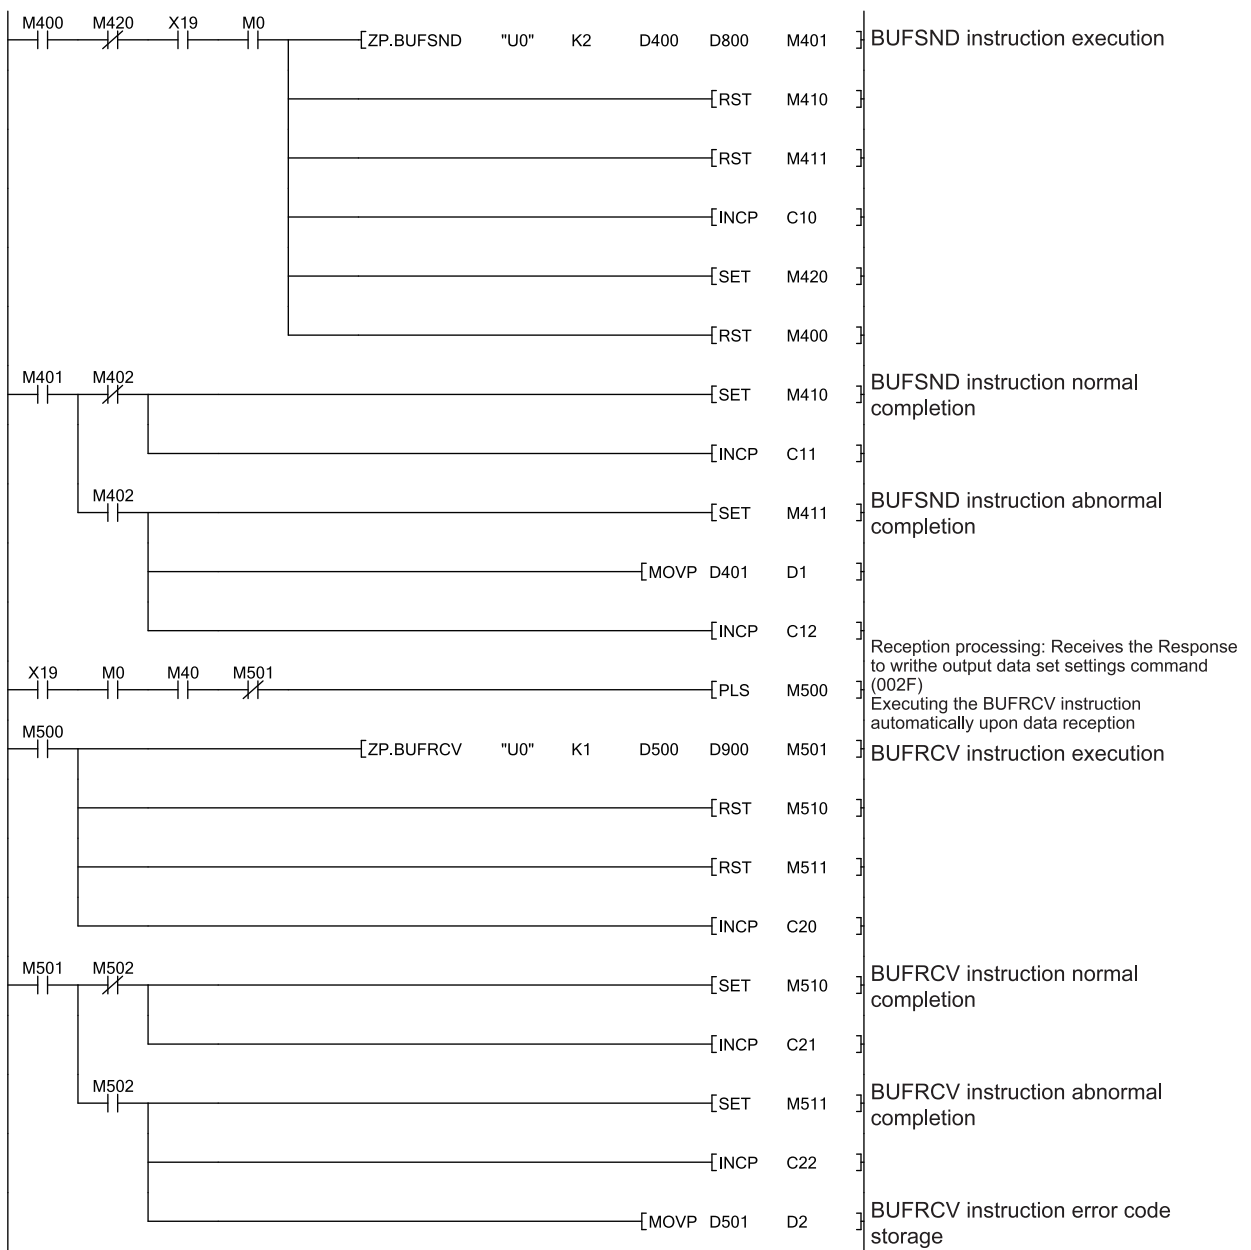 M400 M420 X19 M0
[ZP.BUFSND "U0" K2 D400 D800 M401 ] BUFSND instruction execution
[RST M410 ]
[RST M411 ]
[INCP C10 ]
[SET M420 ]
[RST M400 ]
M401 M402
[SET M410 ] BUFSND instruction normal
completion
[INCP C11 ]
M402
[SET M411 ] BUFSND instruction abnormal
completion
[MOVP D401 D1 ]
[INCP C12 ]
Reception processing: Receives the Response
to writhe output data set settings command
(002F)
Executing the BUFRCV instruction
automatically upon data reception
X19 M0 M40 M501
[PLS M500 ]
M500
[ZP.BUFRCV "U0" K1 D500 D900 M501 ] BUFRCV instruction execution
[RST M510 ]
[RST M511 ]
[INCP C20 ]
M501 M502
[SET M510 ] BUFRCV instruction normal
completion
[INCP C21 ]
M502
[SET M511 ] BUFRCV instruction abnormal
completion
[INCP C22 ]
[MOVP D501 D2 ] BUFRCV instruction error code
storage